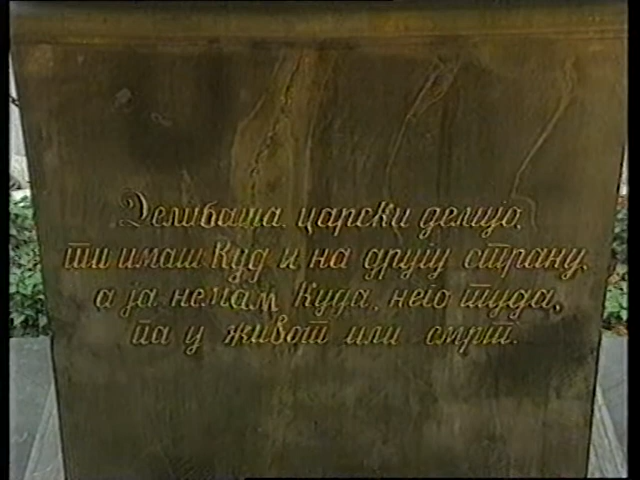 Делибаша, царски делијо,
ти имаш куд и на другу страну,
а ја немам куда, него туда,
па у живот или смрт.